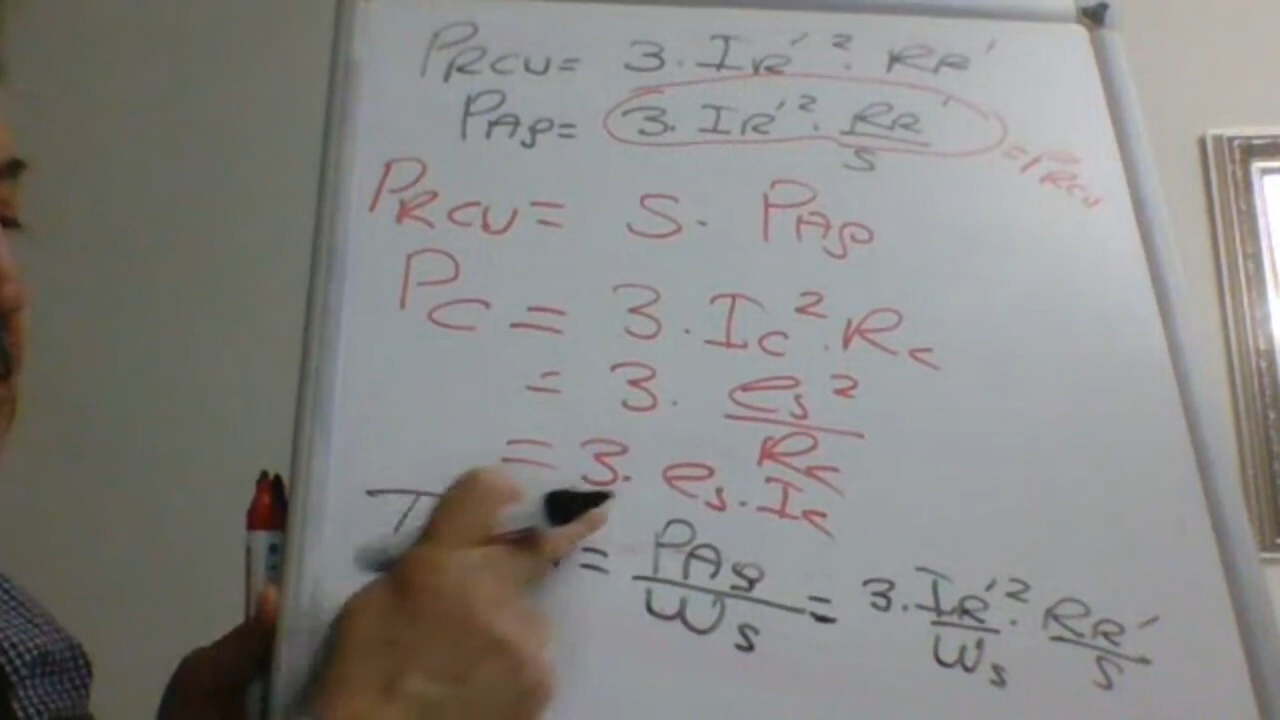 PRCU = 3 · IR'² · RR'
PAg = 3 · IR'² · RR'/s = PRCU
PRCU = S · PAg
PC = 3 · IC² · RC
= 3 · es²/RC
= 3 · es · IC
= PAg/ωs = 3 · IR'²/ωs · RR'/s